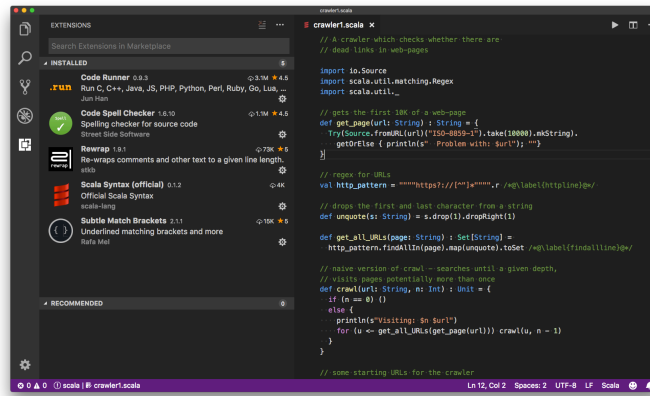 crawler1.scala
EXTENSIONS
Search Extensions in Marketplace
INSTALLED 5
.run
Code Runner 0.9.3 3.1M ★4.5
Run C, C++, Java, JS, PHP, Python, Perl, Ruby, Go, Lua, ...
Jun Han
Code Spell Checker 1.6.10 1.1M ★4.5
Spelling checker for source code
Street Side Software
rewrap
Rewrap 1.9.1 73K ★5
Re-wraps comments and other text to a given line length.
stkb
Scala Syntax (official) 0.1.2 4K
Official Scala Syntax
scala-lang
{ }
Subtle Match Brackets 2.1.1 15K ★5
Underlined matching brackets and more
Rafa Mel
RECOMMENDED 0
crawler1.scala ×
// A crawler which checks whether there are
// dead links in web-pages
import io.Source
import scala.util.matching.Regex
import scala.util._
// gets the first 10K of a web-page
def get_page(url: String) : String = {
Try(Source.fromURL(url)("ISO-8859-1").take(10000).mkString).
getOrElse { println(s" Problem with: $url"); ""}
}
// regex for URLs
val http_pattern = """"https?://[^"]*"""".r /*@\label{httpline}@*/
// drops the first and last character from a string
def unquote(s: String) = s.drop(1).dropRight(1)
def get_all_URLs(page: String) : Set[String] =
http_pattern.findAllIn(page).map(unquote).toSet /*@\label{findallline}@*/
// naive version of crawl - searches until a given depth,
// visits pages potentially more than once
def crawl(url: String, n: Int) : Unit = {
if (n == 0) ()
else {
println(s"Visiting: $n $url")
for (u <- get_all_URLs(get_page(url))) crawl(u, n - 1)
}
}
// some starting URLs for the crawler
0 0 scala | crawler1.scala Ln 12, Col 2 Spaces: 2 UTF-8 LF Scala